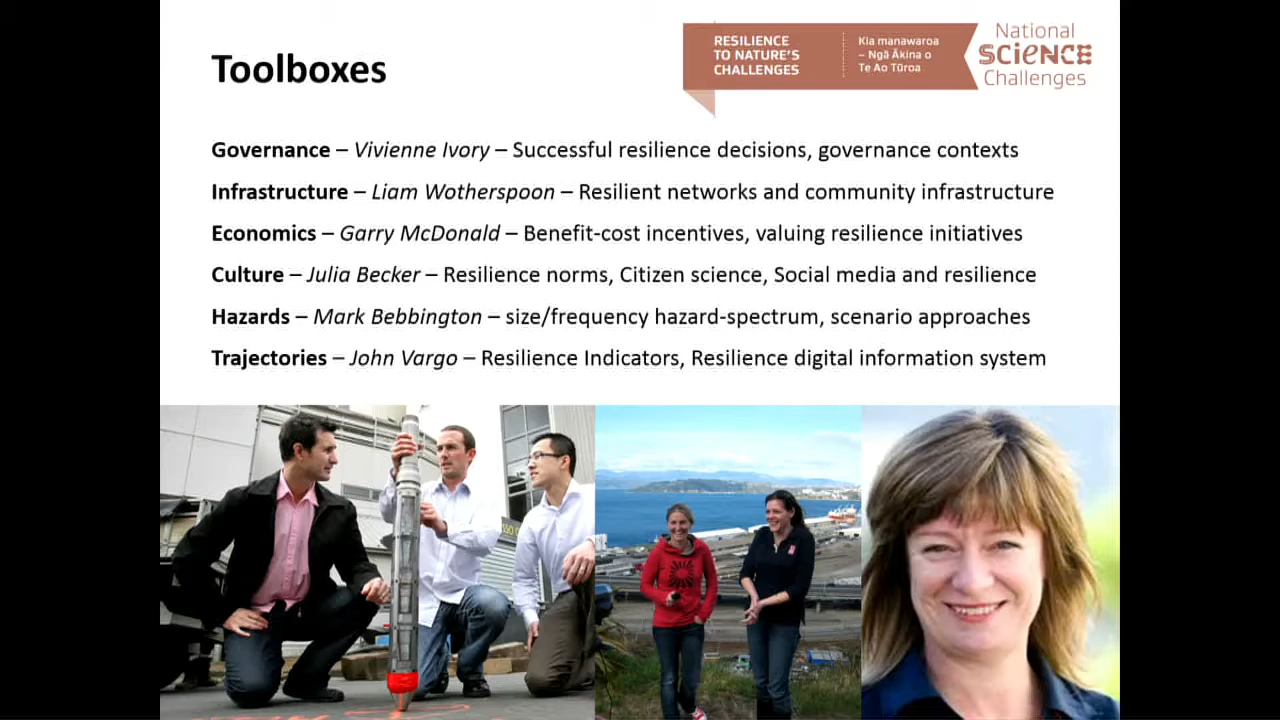 Toolboxes
RESILIENCE
TO NATURE'S
CHALLENGES
Kia manawaroa
– Ngā Ākina o
Te Ao Tūroa
National
SCIENCE
Challenges
Governance – Vivienne Ivory – Successful resilience decisions, governance contexts
Infrastructure – Liam Wotherspoon – Resilient networks and community infrastructure
Economics – Garry McDonald – Benefit-cost incentives, valuing resilience initiatives
Culture – Julia Becker – Resilience norms, Citizen science, Social media and resilience
Hazards – Mark Bebbington – size/frequency hazard-spectrum, scenario approaches
Trajectories – John Vargo – Resilience Indicators, Resilience digital information system